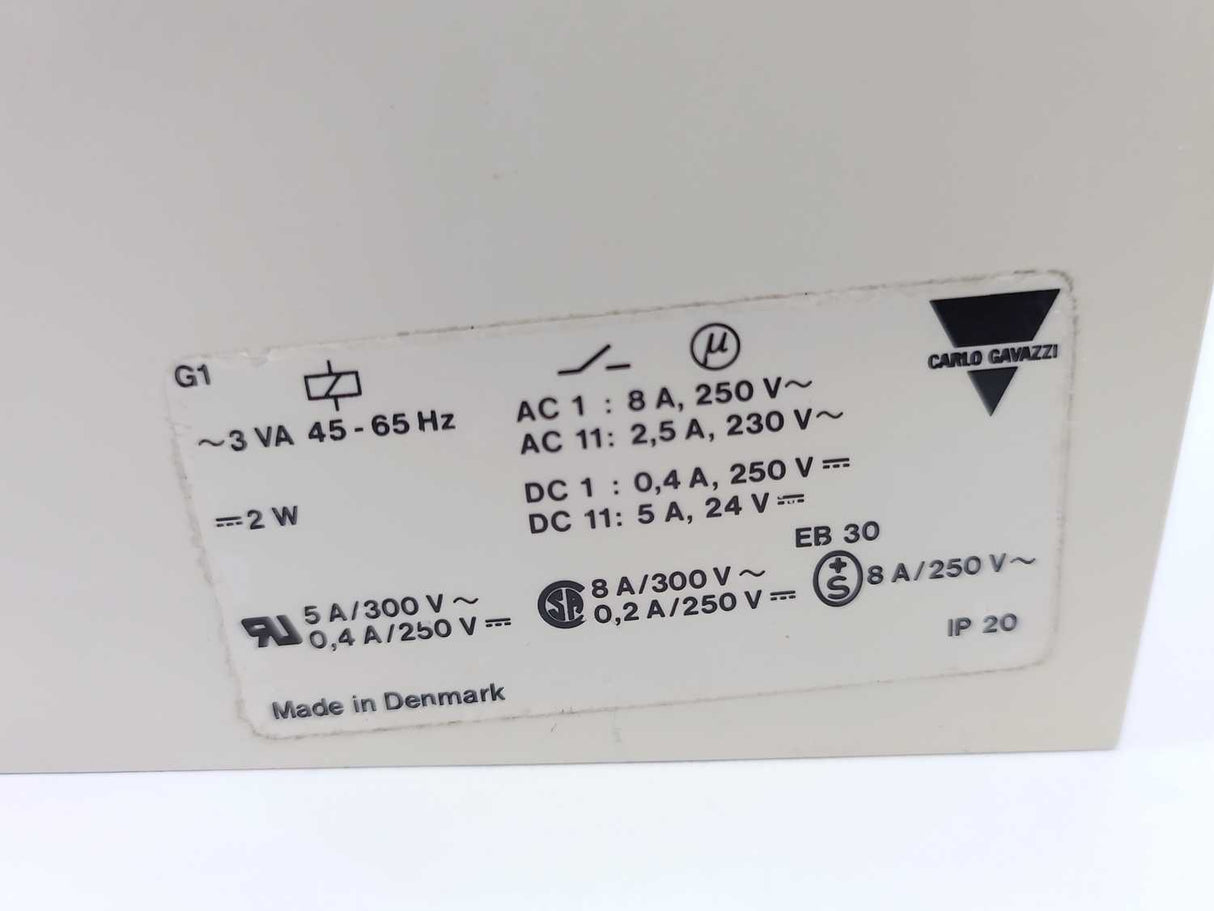 G1
μ
CARLO GAVAZZI
~3 VA 45-65 Hz
AC 1 : 8 A, 250 V~
AC 11: 2,5 A, 230 V~
⎓2 W
DC 1 : 0,4 A, 250 V⎓
DC 11: 5 A, 24 V⎓
EB 30
RU 5 A/300 V~
0,4 A/250 V⎓
SA 8 A/300 V~
0,2 A/250 V⎓
+S 8 A/250 V~
IP 20
Made in Denmark